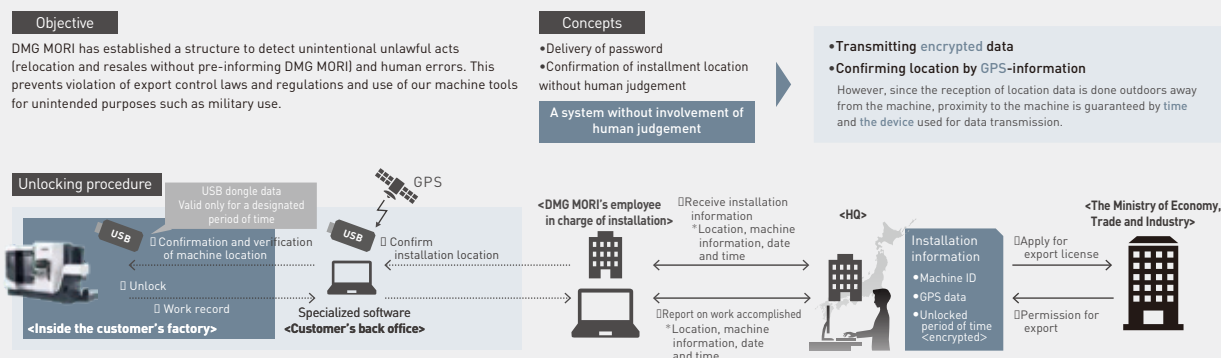 Objective
DMG MORI has established a structure to detect unintentional unlawful acts
(relocation and resales without pre-informing DMG MORI) and human errors. This
prevents violation of export control laws and regulations and use of our machine tools
for unintended purposes such as military use.
Concepts
•Delivery of password
•Confirmation of installment location
without human judgement
A system without involvement of
human judgement
•Transmitting encrypted data
•Confirming location by GPS-information
However, since the reception of location data is done outdoors away
from the machine, proximity to the machine is guaranteed by time
and the device used for data transmission.
Unlocking procedure
USB dongle data
Valid only for a designated
period of time
GPS
USB
USB
Confirmation and verification
of machine location
Unlock
Work record
<Inside the customer's factory>
Confirm
installation location
Specialized software
<Customer's back office>
<DMG MORI's employee
in charge of installation>
Receive installation
information
*Location, machine
information, date
and time
Report on work accomplished
*Location, machine
information, date
and time
<HQ>
Installation
information
•Machine ID
•GPS data
•Unlocked
period of time
<encrypted>
Apply for
export license
Permission for
export
<The Ministry of Economy,
Trade and Industry>